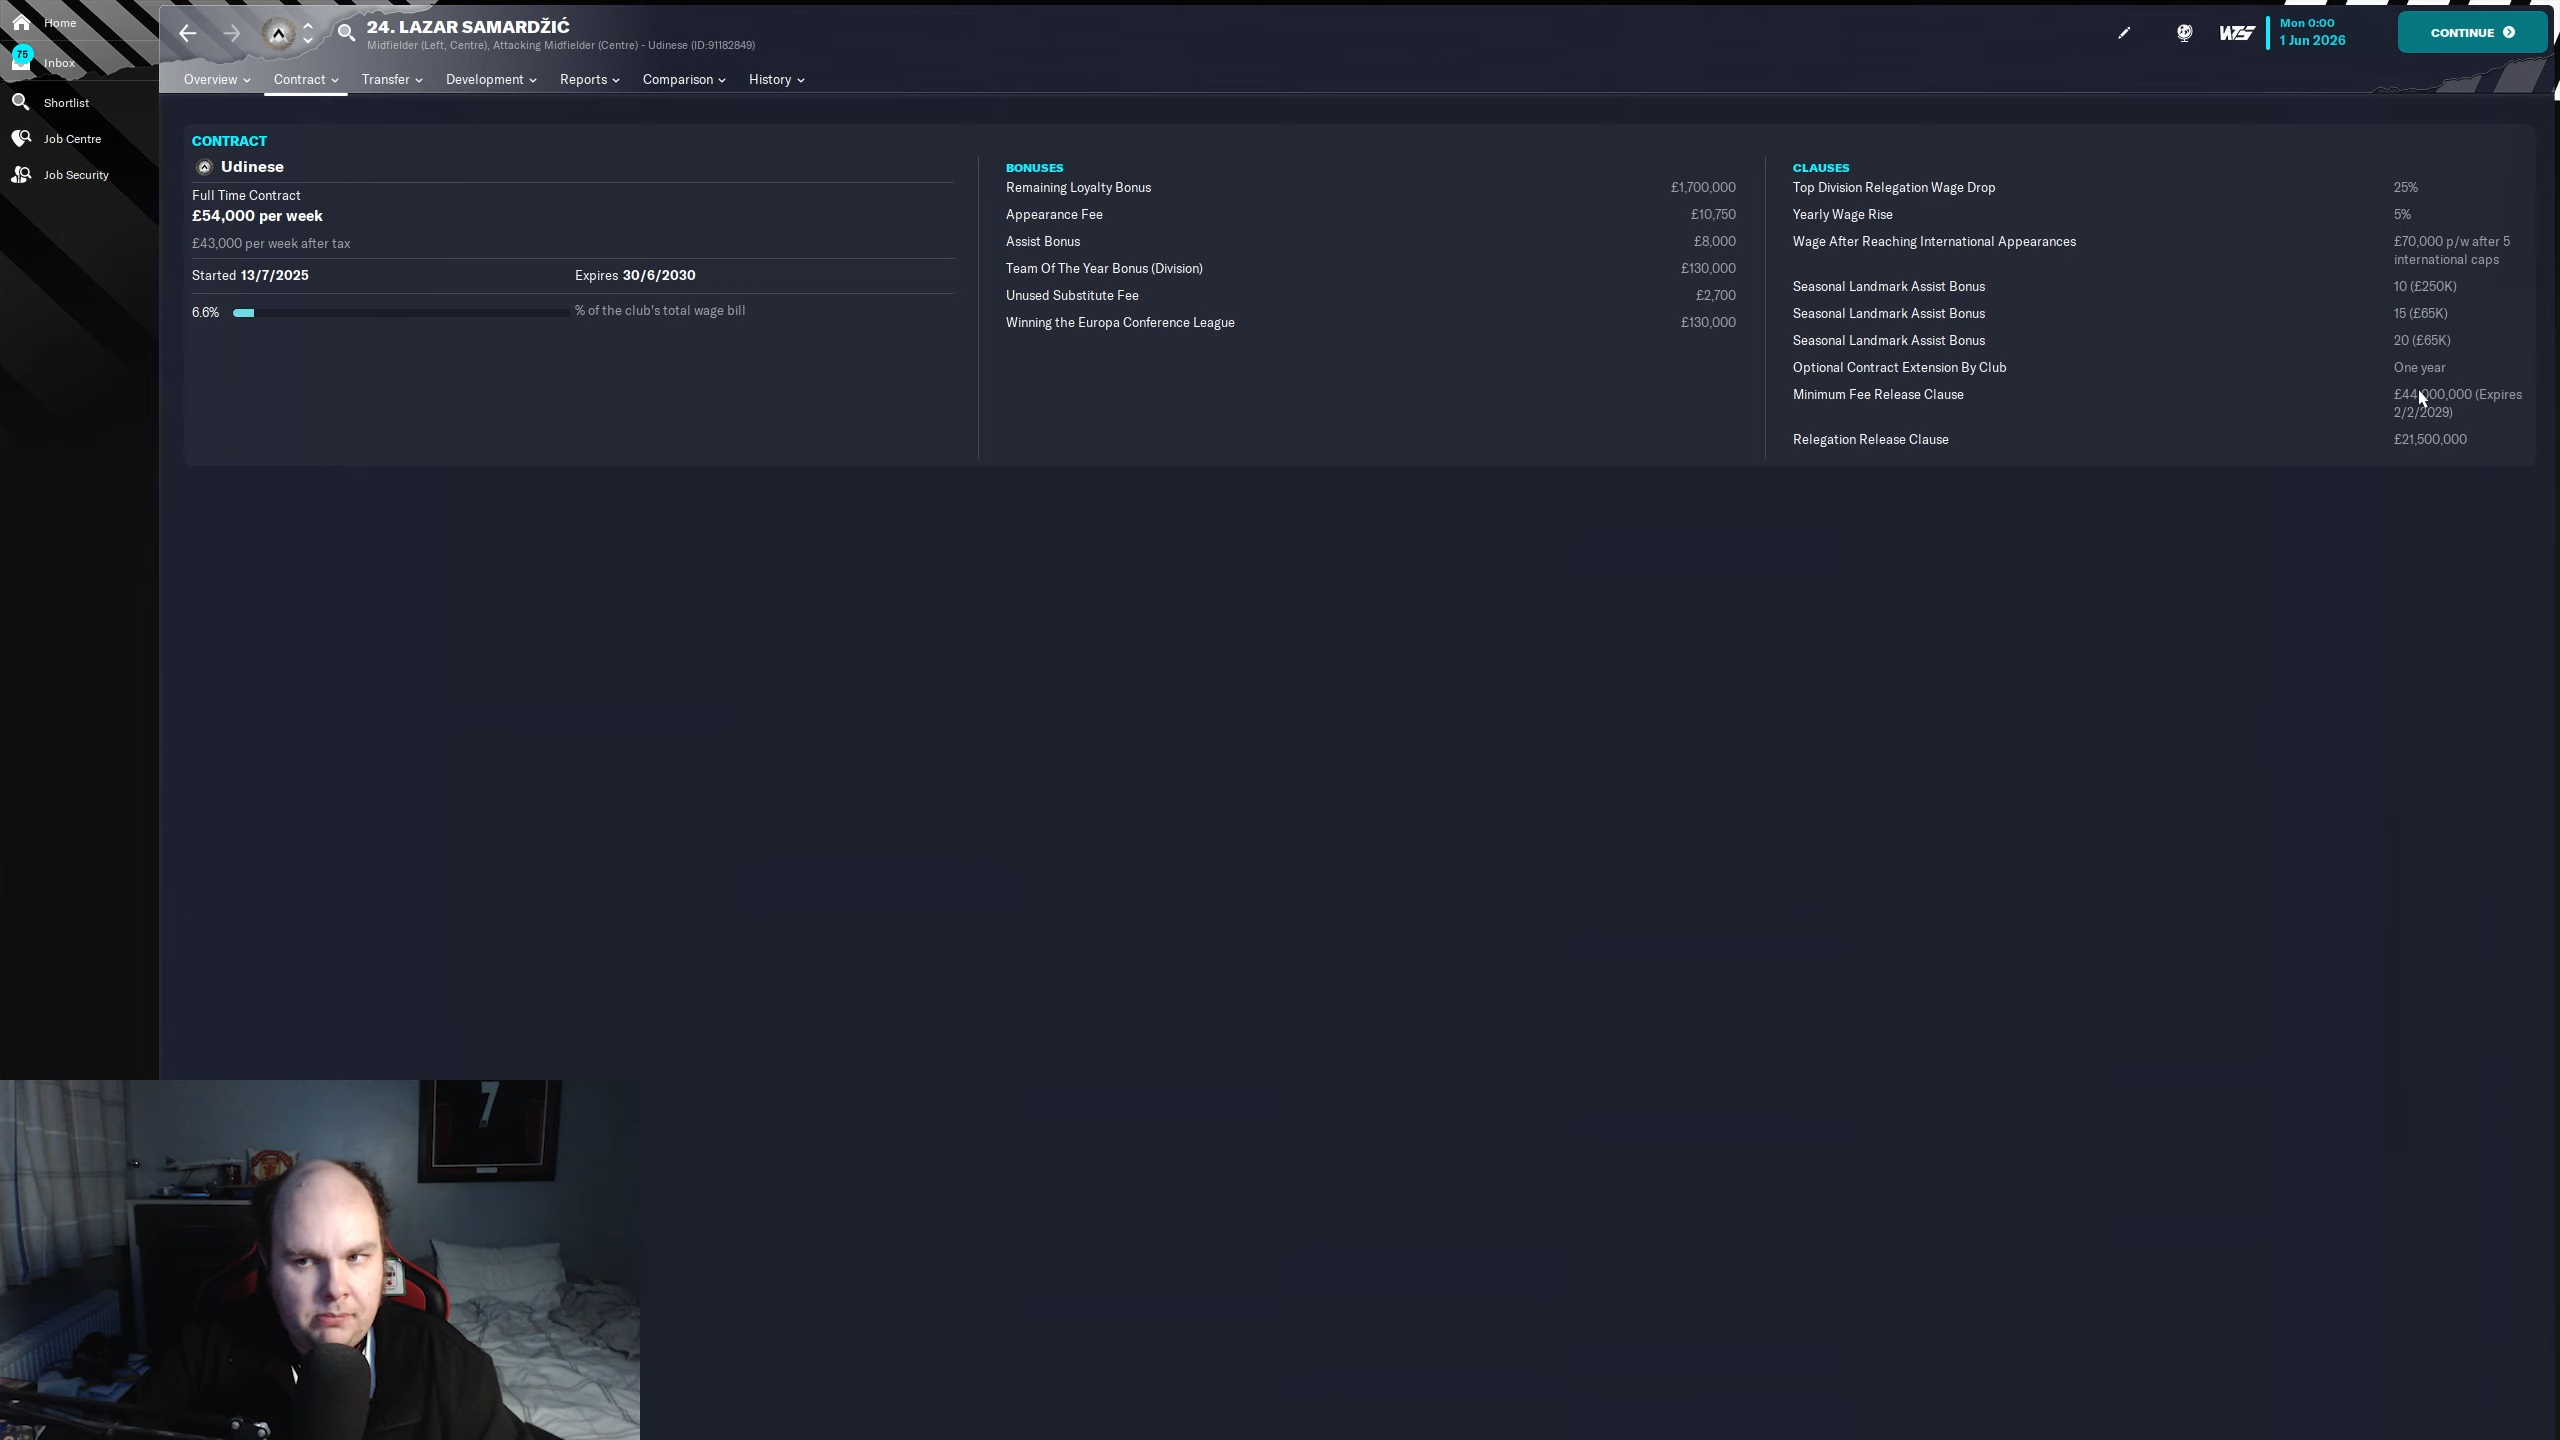 Home
75
Inbox
Shortlist
Job Centre
Job Security
24. LAZAR SAMARDŽIĆ
Midfielder (Left, Centre), Attacking Midfielder (Centre) - Udinese (ID:91182849)
Mon 0:00
1 Jun 2026
CONTINUE
Overview
Contract
Transfer
Development
Reports
Comparison
History
CONTRACT
Udinese
Full Time Contract
£54,000 per week
£43,000 per week after tax
Started 13/7/2025
Expires 30/6/2030
6.6%
% of the club's total wage bill
BONUSES
Remaining Loyalty Bonus £1,700,000
Appearance Fee £10,750
Assist Bonus £8,000
Team Of The Year Bonus (Division) £130,000
Unused Substitute Fee £2,700
Winning the Europa Conference League £130,000
CLAUSES
Top Division Relegation Wage Drop 25%
Yearly Wage Rise 5%
Wage After Reaching International Appearances £70,000 p/w after 5
international caps
Seasonal Landmark Assist Bonus 10 (£250K)
Seasonal Landmark Assist Bonus 15 (£65K)
Seasonal Landmark Assist Bonus 20 (£65K)
Optional Contract Extension By Club One year
Minimum Fee Release Clause £44,000,000 (Expires
2/2/2029)
Relegation Release Clause £21,500,000
7